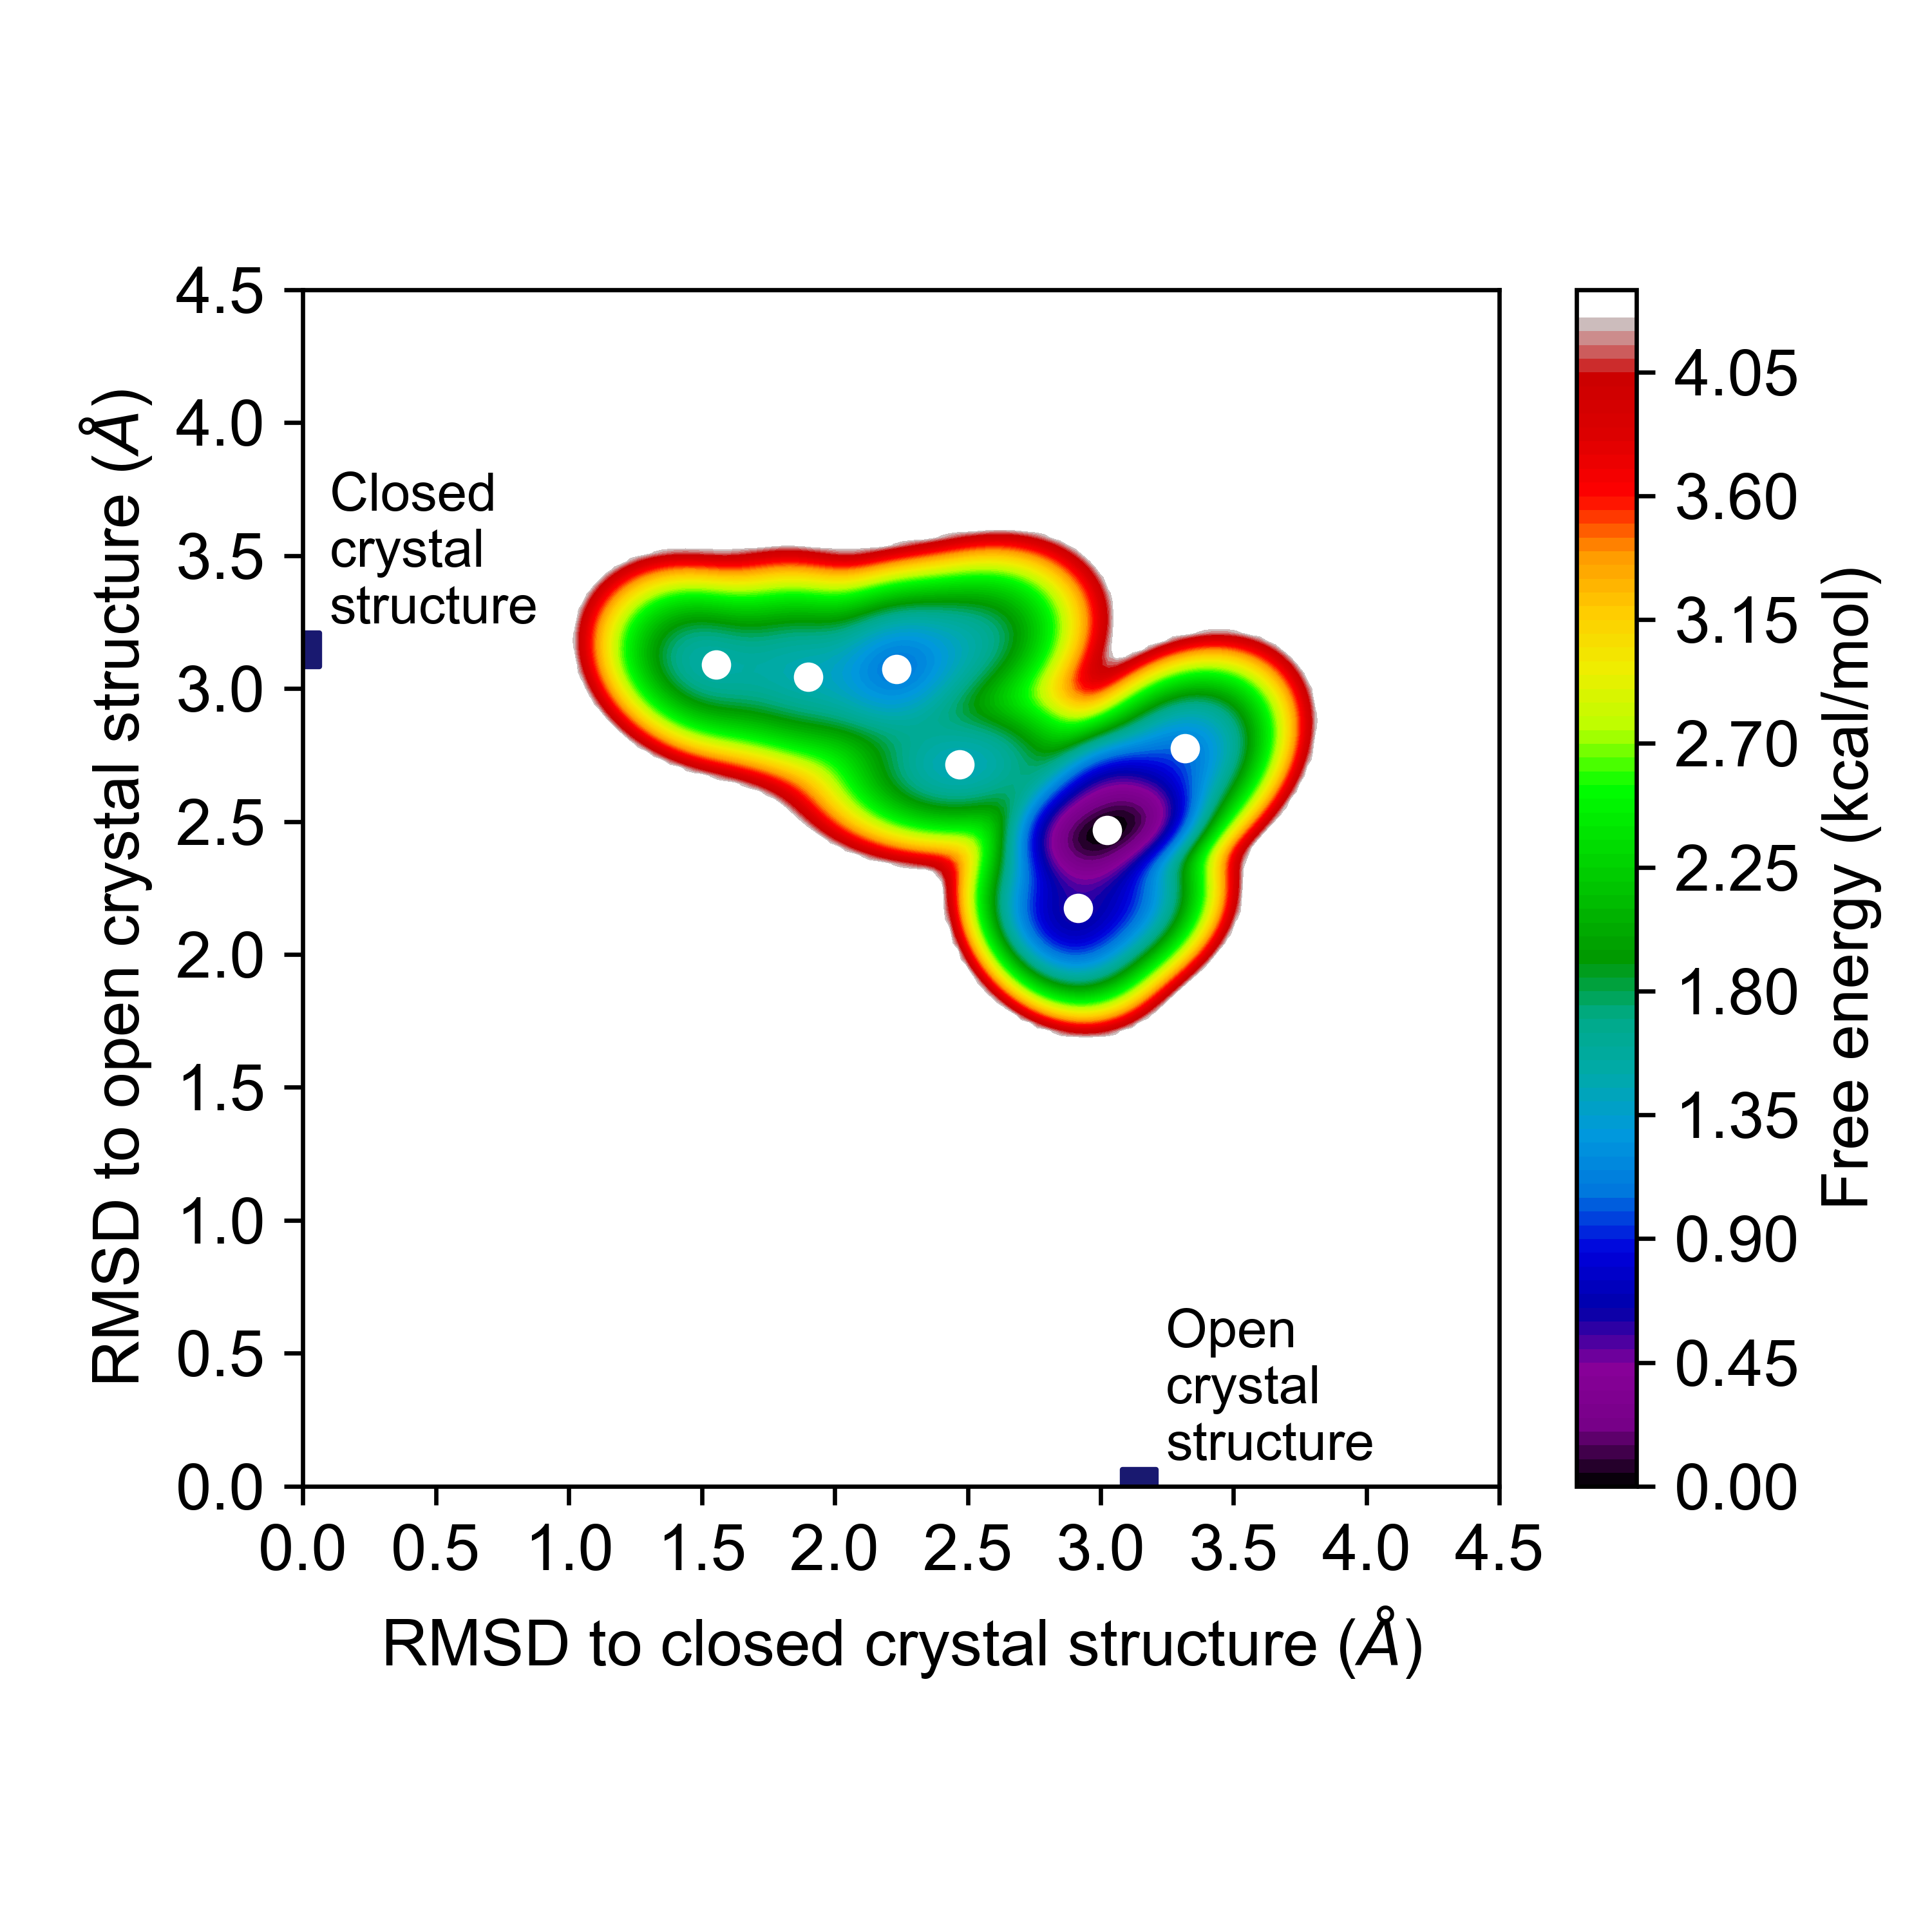 4.5
4.0
3.5
3.0
2.5
2.0
1.5
1.0
0.5
0.0
RMSD to open crystal structure (Å)
Closed
crystal
structure
Open
crystal
structure
0.0 0.5 1.0 1.5 2.0 2.5 3.0 3.5 4.0 4.5
RMSD to closed crystal structure (Å)
4.05
3.60
3.15
2.70
2.25
1.80
1.35
0.90
0.45
0.00
Free energy (kcal/mol)